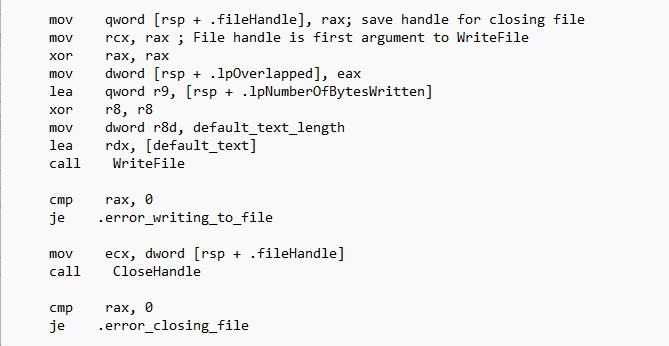 mov qword [rsp + .fileHandle], rax; save handle for closing file
mov rcx, rax ; File handle is first argument to WriteFile
xor rax, rax
mov dword [rsp + .lpOverlapped], eax
lea qword r9, [rsp + .lpNumberOfBytesWritten]
xor r8, r8
mov dword r8d, default_text_length
lea rdx, [default_text]
call WriteFile
cmp rax, 0
je .error_writing_to_file
mov ecx, dword [rsp + .fileHandle]
call CloseHandle
cmp rax, 0
je .error_closing_file